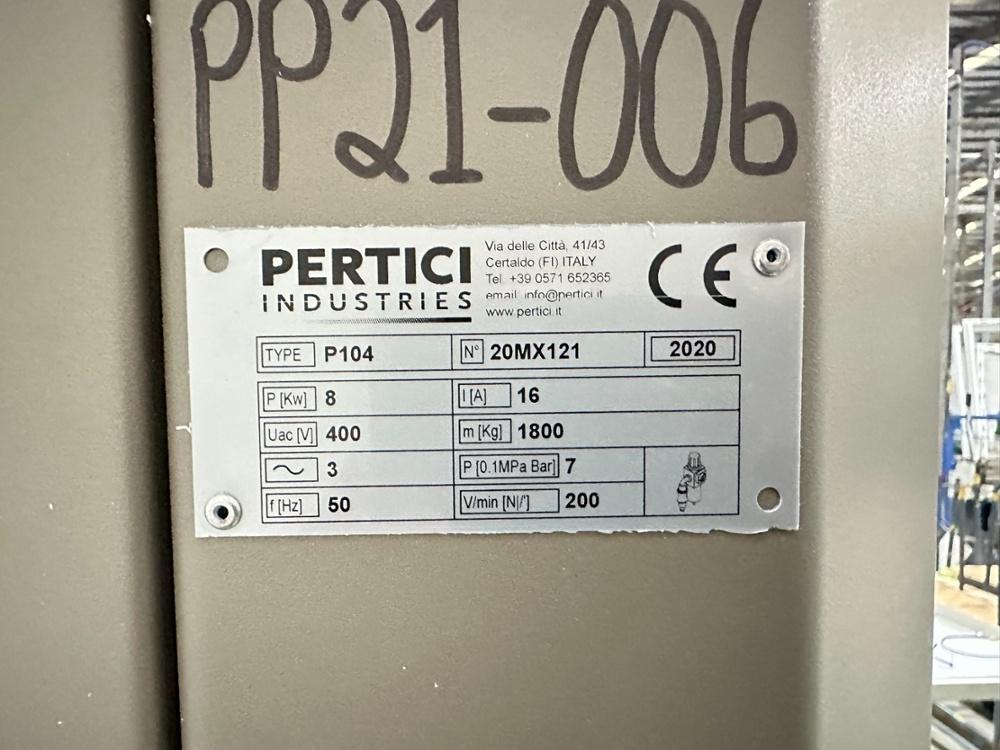 PP21-006
PERTICI
INDUSTRIES
Via delle Città, 41/43
Certaldo (FI) ITALY
Tel. +39 0571 652365
email: info@pertici.it
www.pertici.it
CE
TYPE P104 N° 20MX121 2020
P [Kw] 8 I [A] 16
Uac [V] 400 m [Kg] 1800
~ 3 P [0.1MPa Bar] 7
f [Hz] 50 V/min [Nl/'] 200